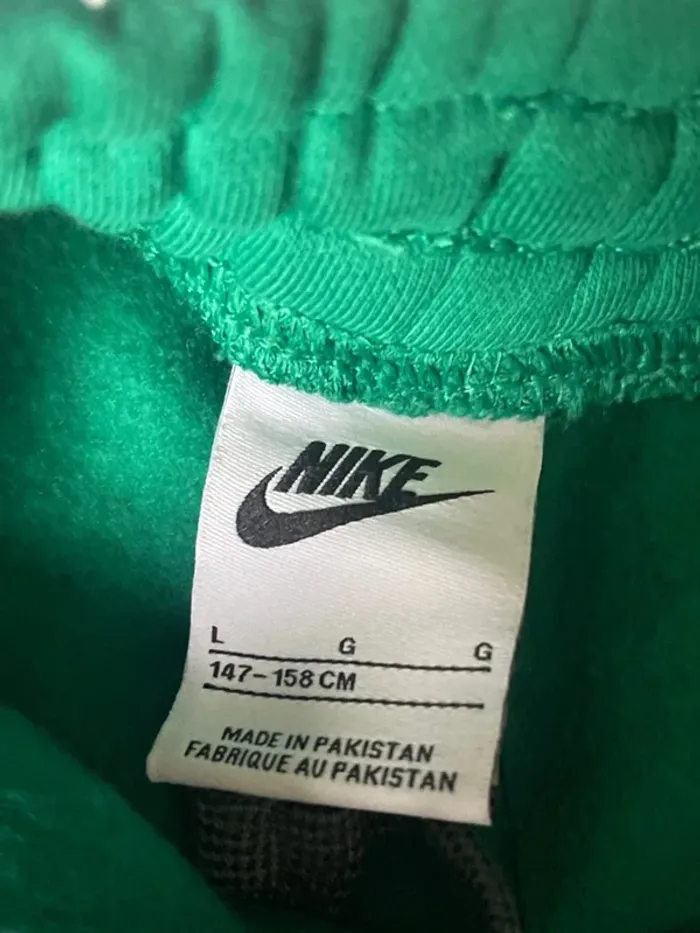 NIKE
L G G
147-158 CM
MADE IN PAKISTAN
FABRIQUE AU PAKISTAN